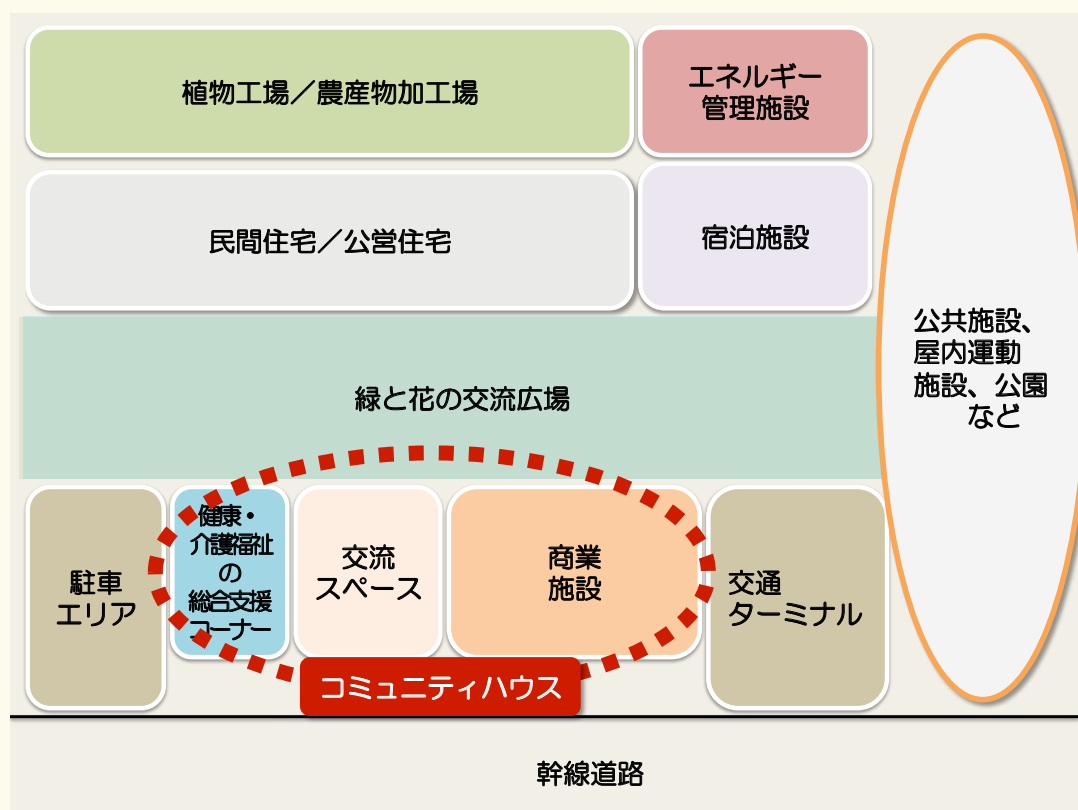 植物工場／農産物加工場
エネルギー
管理施設
民間住宅／公営住宅
宿泊施設
公共施設、
屋内運動
施設、公園
など
緑と花の交流広場
駐車
エリア
健康・
介護福祉
の
総合支援
コーナー
交流
スペース
商業
施設
交通
ターミナル
コミュニティハウス
幹線道路